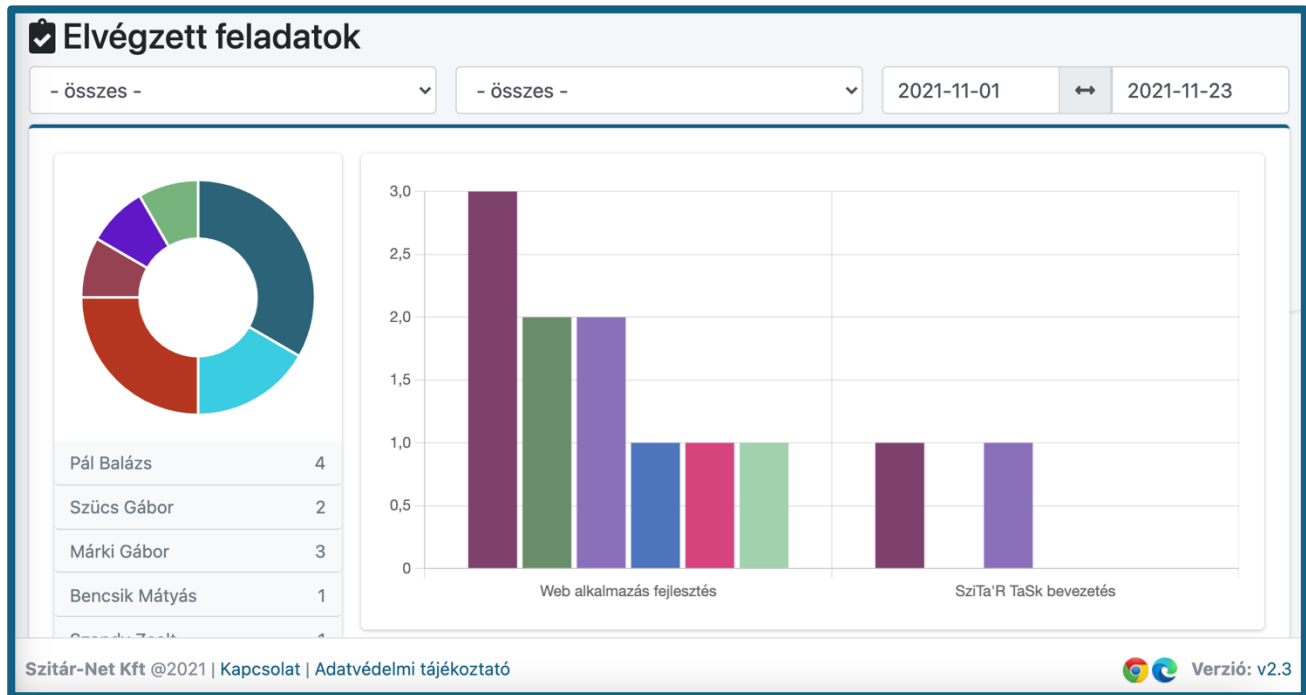 Elvégzett feladatok
- összes -
- összes -
2021-11-01
2021-11-23
3,0
2,5
2,0
1,5
1,0
0,5
0
Web alkalmazás fejlesztés
SziTa'R TaSk bevezetés
Pál Balázs 4
Szücs Gábor 2
Márki Gábor 3
Bencsik Mátyás 1
Szitár-Net Kft @2021 | Kapcsolat | Adatvédelmi tájékoztató
Verzió: v2.3